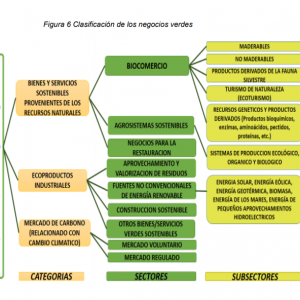 Figura 6 Clasificación de los negocios verdes
BIENES Y SERVICIOS
SOSTENIBLES
PROVENIENTES DE LOS
RECURSOS NATURALES
ECOPRODUCTOS
INDUSTRIALES
MERCADO DE CARBONO
(RELACIONADO CON
CAMBIO CLIMATICO)
CATEGORIAS
BIOCOMERCIO
AGROSISTEMAS SOSTENIBLES
NEGOCIOS PARA LA
RESTAURACION
APROVECHAMIENTO Y
VALORIZACION DE RESIDUOS
FUENTES NO CONVENCIONALES
DE ENERGÍA RENOVABLE
CONSTRUCCION SOSTENIBLE
OTROS BIENES/SERVICIOS
VERDES SOSTENIBLES
MERCADO VOLUNTARIO
MERCADO REGULADO
SECTORES
MADERABLES
NO MADERABLES
PRODUCTOS DERIVADOS DE LA FAUNA
SILVESTRE
TURISMO DE NATURALEZA
(ECOTURISMO)
RECURSOS GENETICOS Y PRODUCTOS
DERIVADOS (Productos bioquímicos,
enzimas, aminoácidos, pectidos,
proteinas, etc.)
SISTEMAS DE PRODUCCION ECOLÓGICO,
ORGANICO Y BIOLOGICO
ENERGIA SOLAR, ENERGÍA EÓLICA,
ENERGÍA GEOTÉRMICA, BIOMASA,
ENERGÍA DE LOS MARES, ENERGÍA DE
PEQUEÑOS APROVECHAMIENTOS
HIDROELECTRICOS
SUBSECTORES